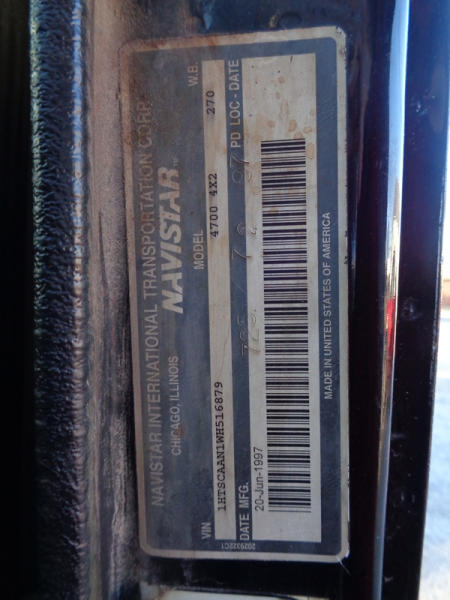 NAVISTAR INTERNATIONAL TRANSPORTATION CORP.
CHICAGO, ILLINOIS
NAVISTAR
VIN
MODEL
W.B.
1HTSCAAN1WH516879
4700 4X2
270
DATE MFG.
PD LOC - DATE
20-Jun-1997
MADE IN UNITED STATES OF AMERICA
2029322C1